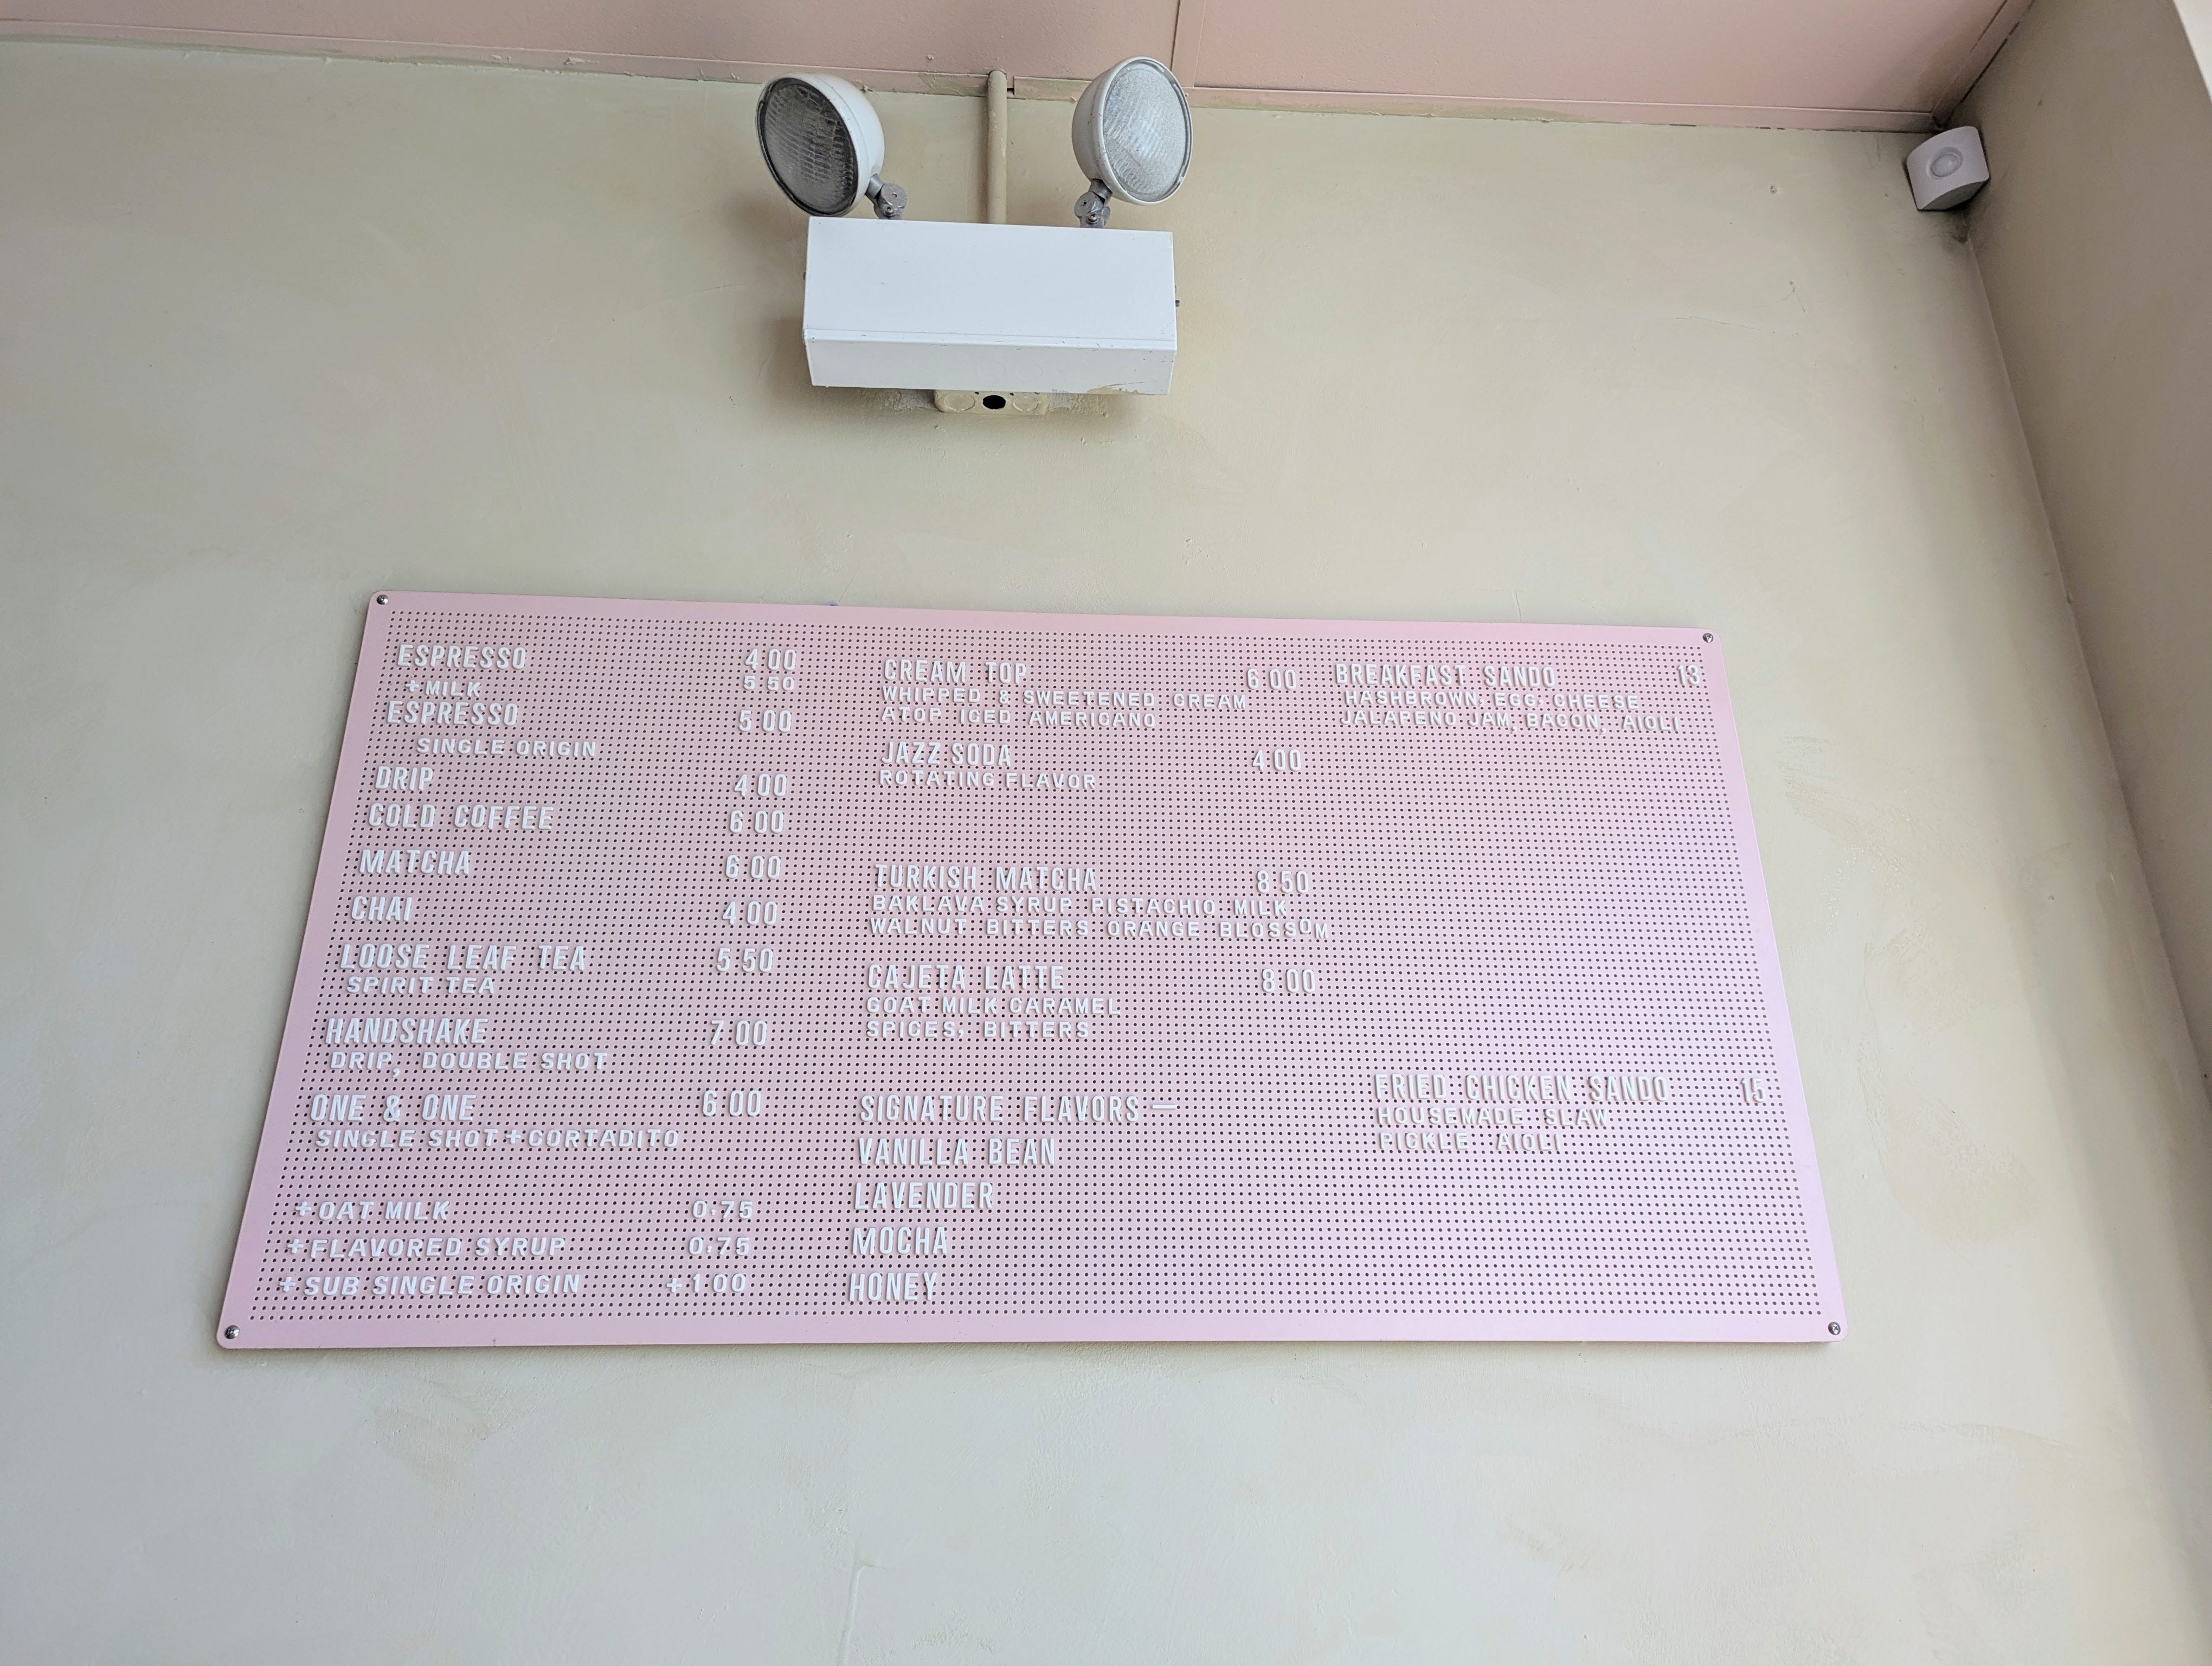 ESPRESSO 4.00
+MILK 5.50
ESPRESSO 5.00
SINGLE ORIGIN
DRIP 4.00
COLD COFFEE 6.00
MATCHA 6.00
CHAI 4.00
LOOSE LEAF TEA 5.50
SPIRIT TEA
HANDSHAKE 7.00
DRIP, DOUBLE SHOT
ONE & ONE 6.00
SINGLE SHOT+CORTADITO
+OAT MILK 0.75
+FLAVORED SYRUP 0.75
+SUB SINGLE ORIGIN +1.00
CREAM TOP 6.00
WHIPPED & SWEETENED CREAM
ATOP ICED AMERICANO
JAZZ SODA 4.00
ROTATING FLAVOR
TURKISH MATCHA 8.50
BAKLAVA SYRUP PISTACHIO MILK
WALNUT BITTERS ORANGE BLOSSOM
CAJETA LATTE 8.00
GOAT MILK CARAMEL
SPICES, BITTERS
SIGNATURE FLAVORS —
VANILLA BEAN
LAVENDER
MOCHA
HONEY
BREAKFAST SANDO 13
HASHBROWN, EGG, CHEESE
JALAPENO JAM, BACON, AIOLI
FRIED CHICKEN SANDO 15
HOUSEMADE SLAW
PICKLE AIOLI